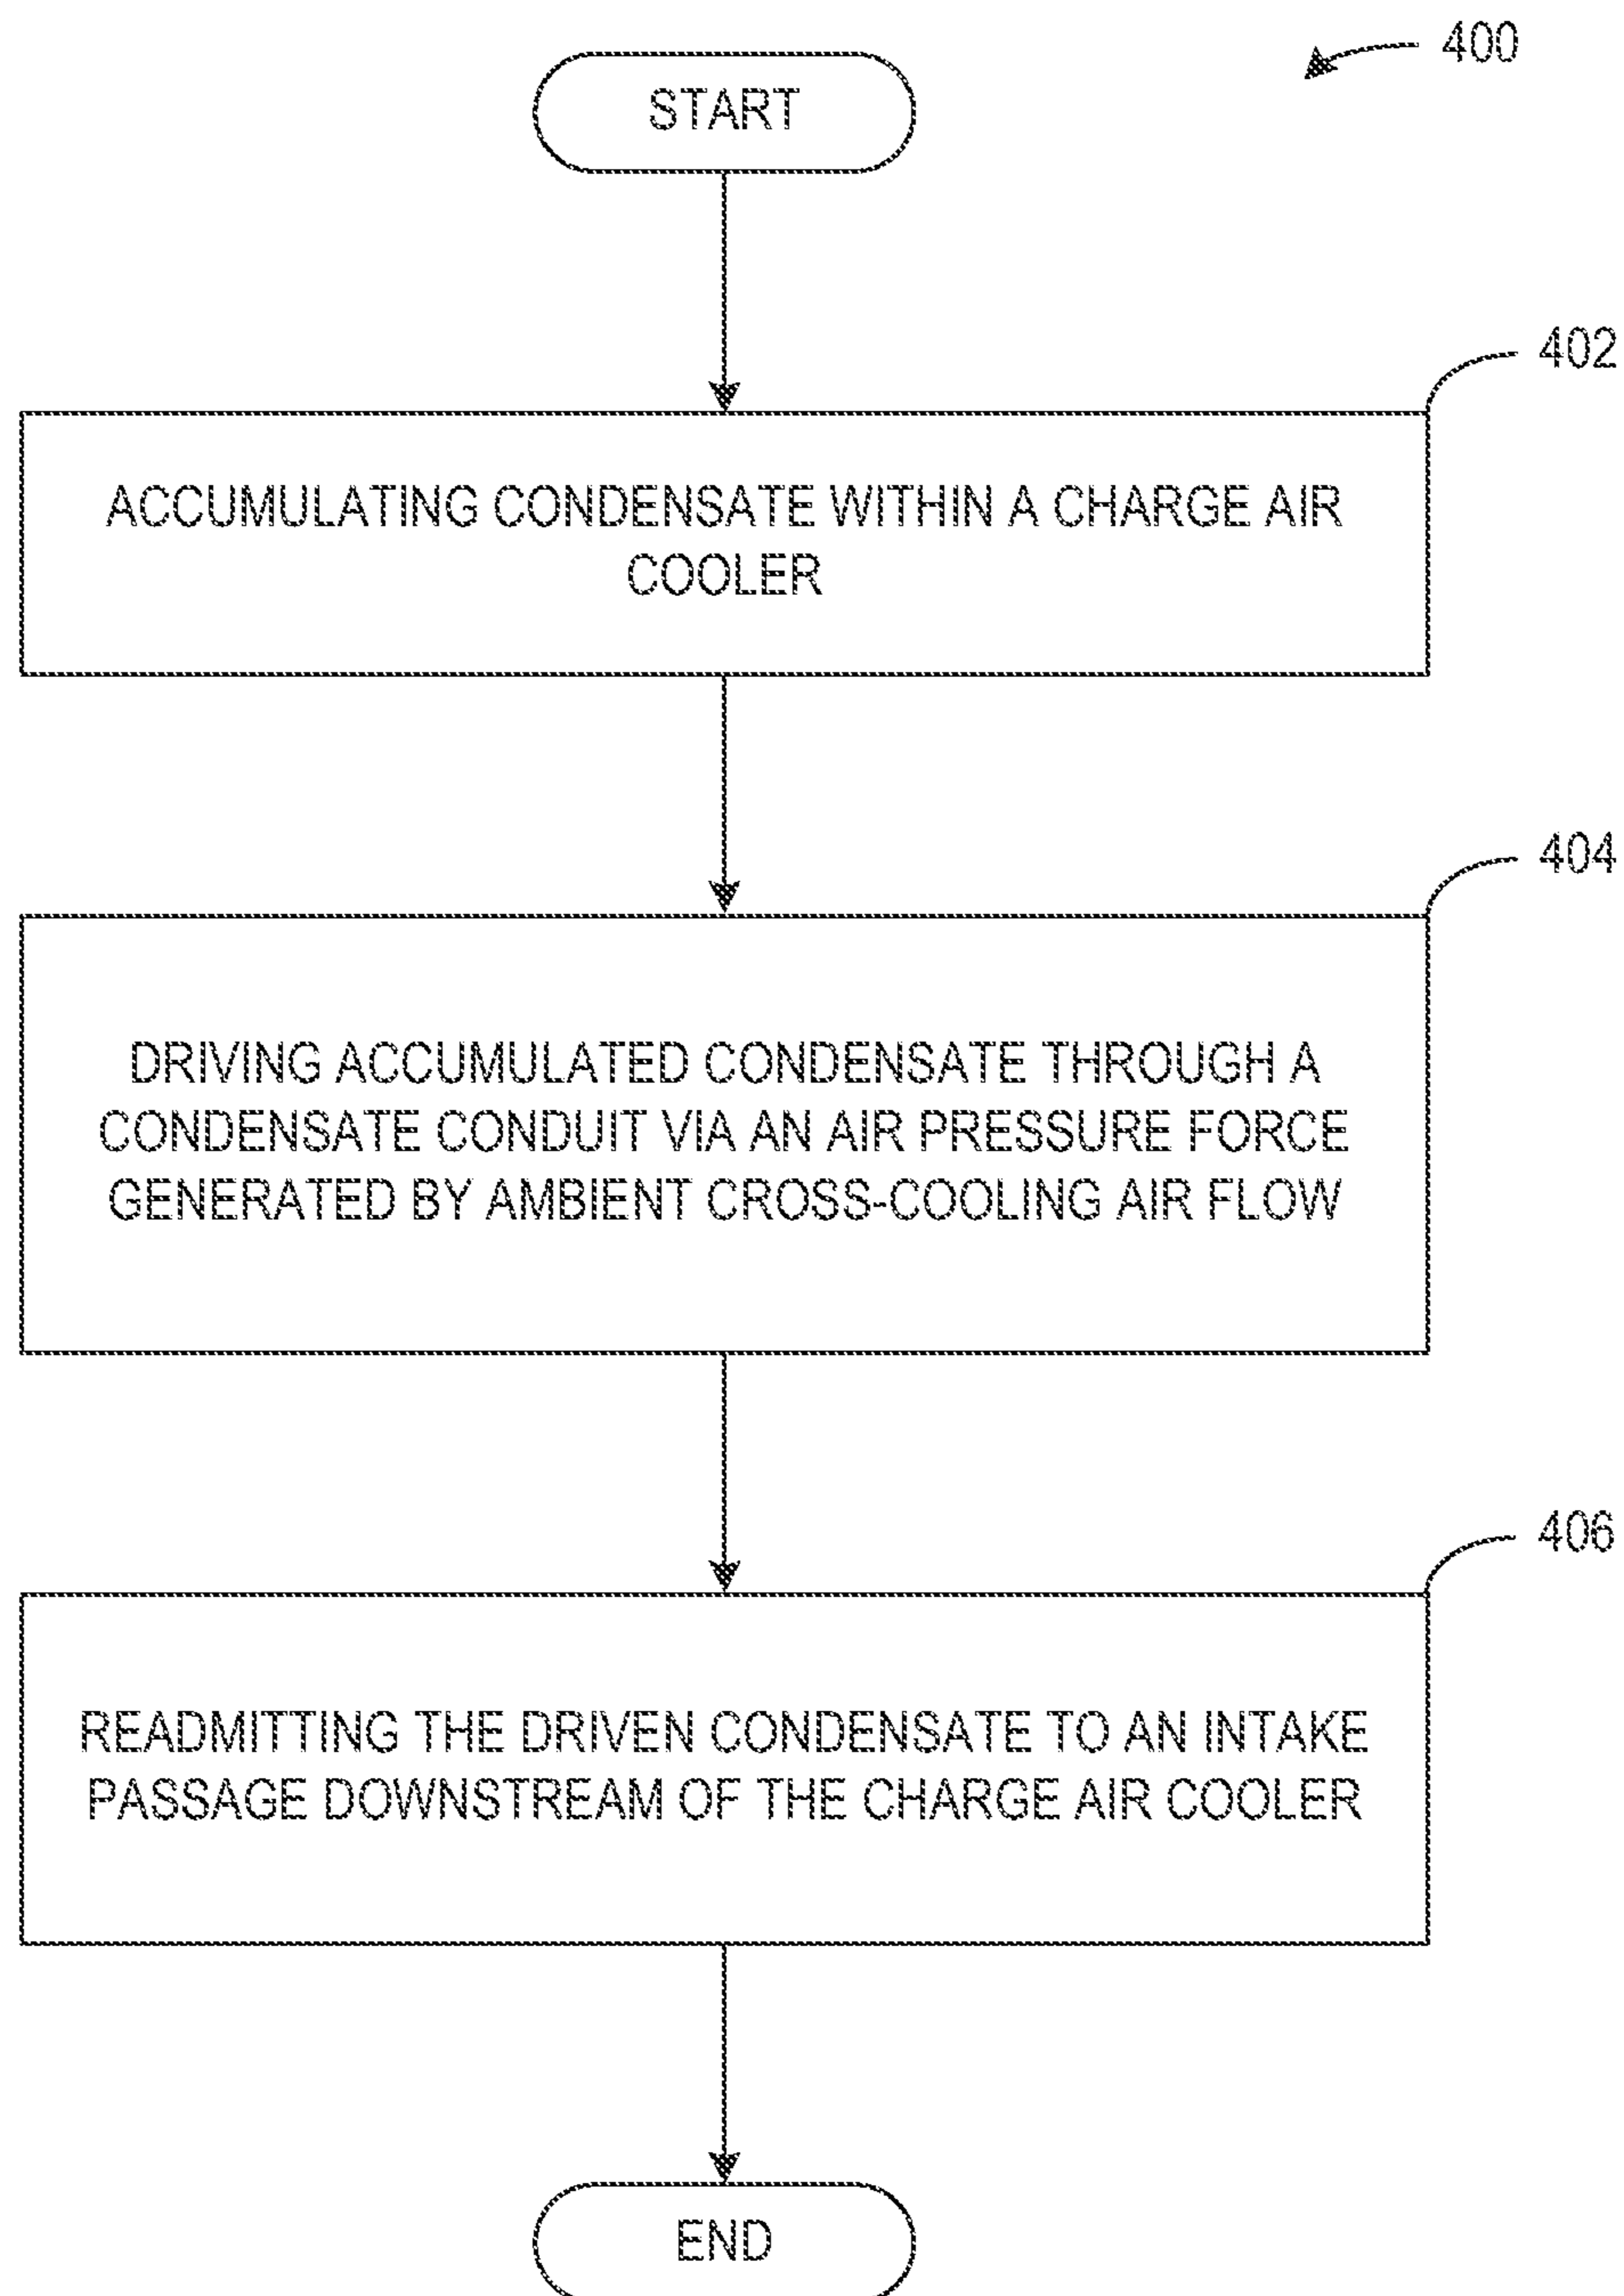 400
START
402
ACCUMULATING CONDENSATE WITHIN A CHARGE AIR
COOLER
404
DRIVING ACCUMULATED CONDENSATE THROUGH A
CONDENSATE CONDUIT VIA AN AIR PRESSURE FORCE
GENERATED BY AMBIENT CROSS-COOLING AIR FLOW
406
READMITTING THE DRIVEN CONDENSATE TO AN INTAKE
PASSAGE DOWNSTREAM OF THE CHARGE AIR COOLER
END